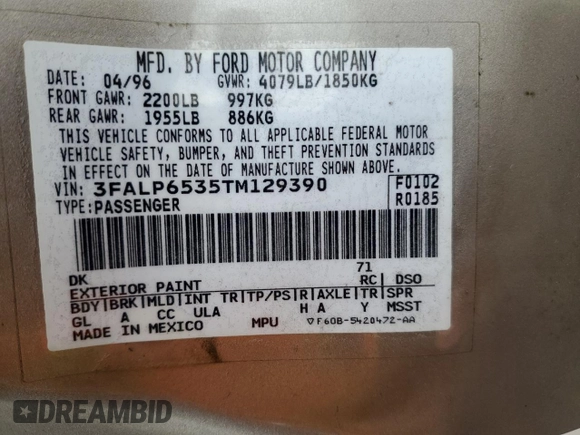 MFD. BY FORD MOTOR COMPANY
DATE: 04/96 GVWR: 4079LB/1850KG
FRONT GAWR: 2200LB 997KG
REAR GAWR: 1955LB 886KG
THIS VEHICLE CONFORMS TO ALL APPLICABLE FEDERAL MOTOR
VEHICLE SAFETY, BUMPER, AND THEFT PREVENTION STANDARDS
IN EFFECT ON THE DATE OF MANUFACTURE SHOWN ABOVE.
VIN: 3FALP6535TM129390 F0102
TYPE: PASSENGER R0185
DK 71
EXTERIOR PAINT RC DSO
BDY BRK MLD INT TR TP/PS R AXLE TR SPR
GL A CC ULA H A Y MSST
MADE IN MEXICO MPU ▽F60B-5420472-AA
DREAMBID